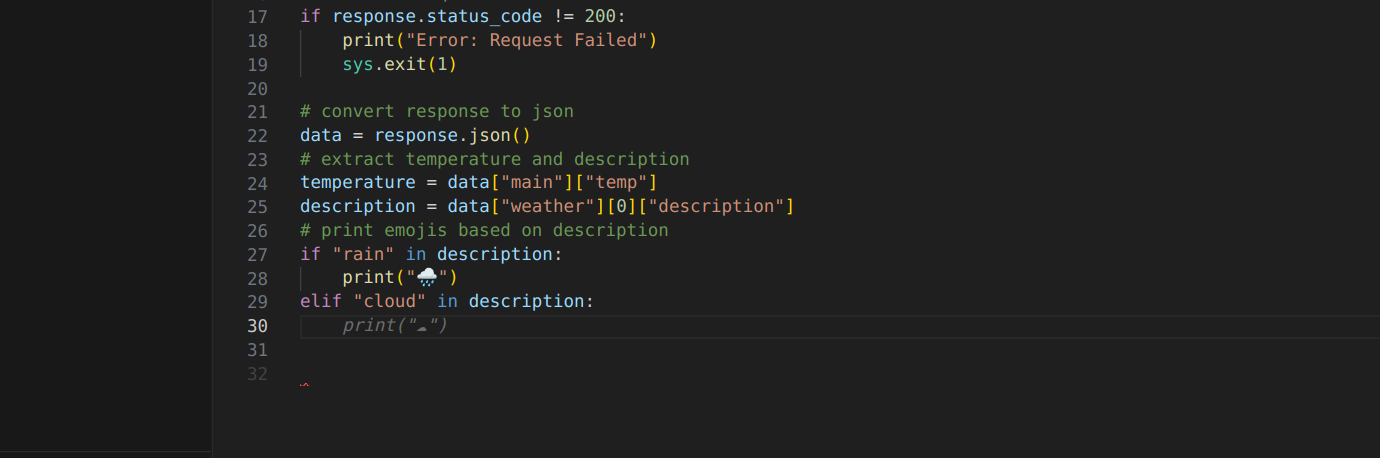 17 if response.status_code != 200:
18     print("Error: Request Failed")
19     sys.exit(1)
20
21 # convert response to json
22 data = response.json()
23 # extract temperature and description
24 temperature = data["main"]["temp"]
25 description = data["weather"][0]["description"]
26 # print emojis based on description
27 if "rain" in description:
28     print("🌧️")
29 elif "cloud" in description:
30     print("☁")
31
32